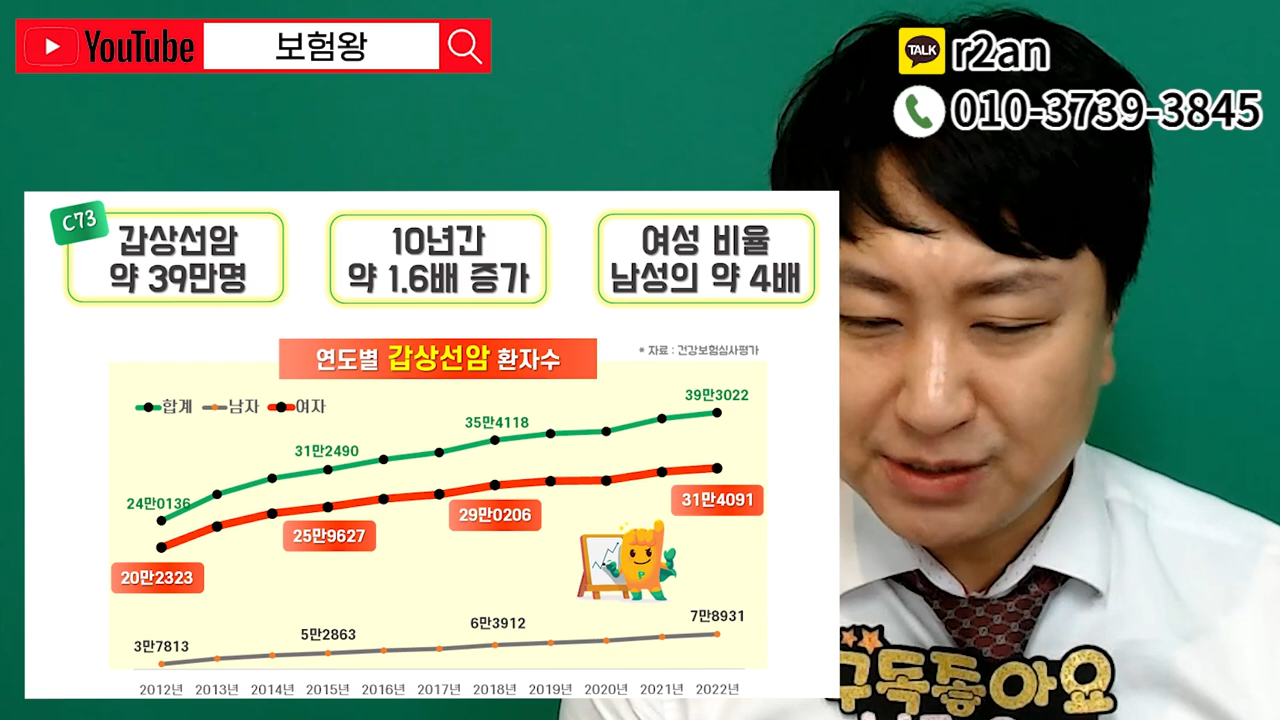 YouTube 보험왕
TALK r2an
010-3739-3845
C73
갑상선암
약 39만명
10년간
약 1.6배 증가
여성 비율
남성의 약 4배
연도별 갑상선암 환자수
* 자료 : 건강보험심사평가
합계 남자 여자
24만0136
31만2490
35만4118
39만3022
20만2323
25만9627
29만0206
31만4091
3만7813
5만2863
6만3912
7만8931
P
2012년 2013년 2014년 2015년 2016년 2017년 2018년 2019년 2020년 2021년 2022년
구독좋아요